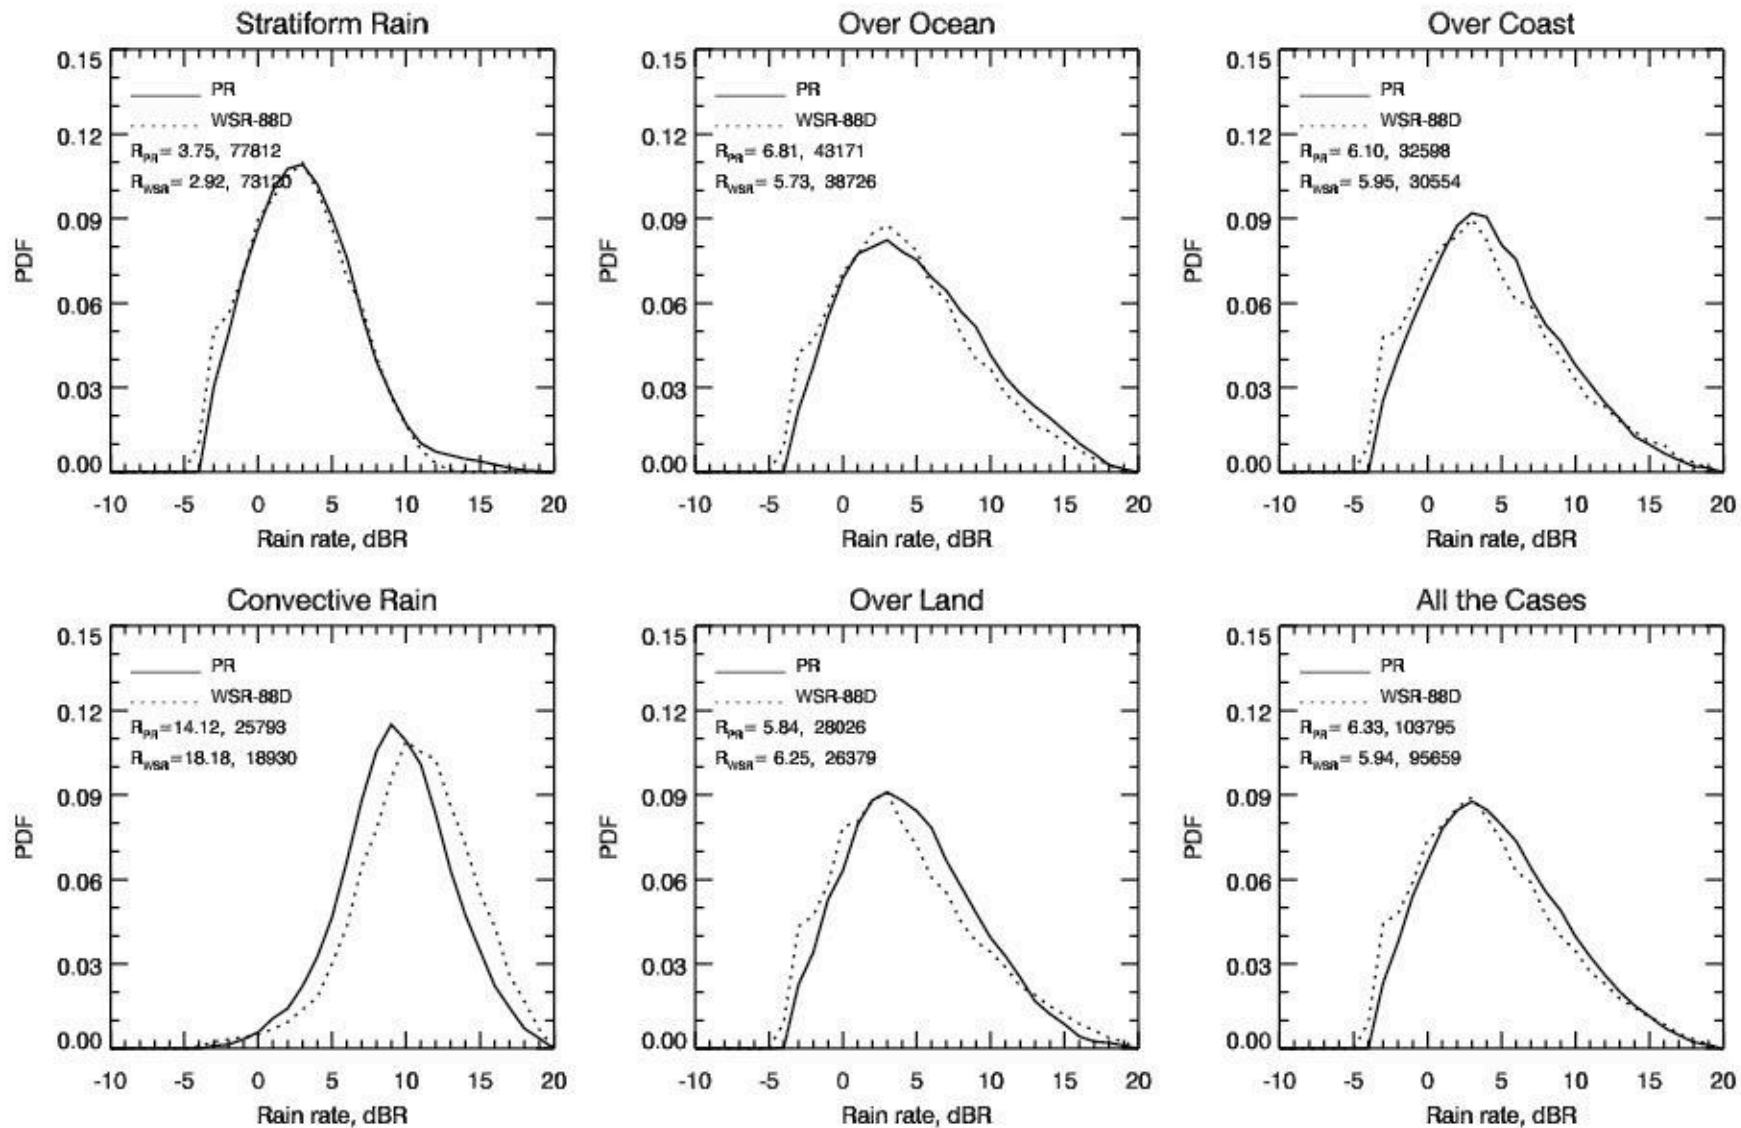 Stratiform Rain
0.15
0.12
0.09
0.06
0.03
0.00
PDF
PR
WSR-88D
R_PR= 3.75, 77812
R_WSR= 2.92, 73120
-10 -5 0 5 10 15 20
Rain rate, dBR
Over Ocean
0.15
0.12
0.09
0.06
0.03
0.00
PDF
PR
WSR-88D
R_PR= 6.81, 43171
R_WSR= 5.73, 38726
-10 -5 0 5 10 15 20
Rain rate, dBR
Over Coast
0.15
0.12
0.09
0.06
0.03
0.00
PDF
PR
WSR-88D
R_PR= 6.10, 32598
R_WSR= 5.95, 30554
-10 -5 0 5 10 15 20
Rain rate, dBR
Convective Rain
0.15
0.12
0.09
0.06
0.03
0.00
PDF
PR
WSR-88D
R_PR=14.12, 25793
R_WSR=18.18, 18930
-10 -5 0 5 10 15 20
Rain rate, dBR
Over Land
0.15
0.12
0.09
0.06
0.03
0.00
PDF
PR
WSR-88D
R_PR= 5.84, 28026
R_WSR= 6.25, 26379
-10 -5 0 5 10 15 20
Rain rate, dBR
All the Cases
0.15
0.12
0.09
0.06
0.03
0.00
PDF
PR
WSR-88D
R_PR= 6.33, 103795
R_WSR= 5.94, 95659
-10 -5 0 5 10 15 20
Rain rate, dBR